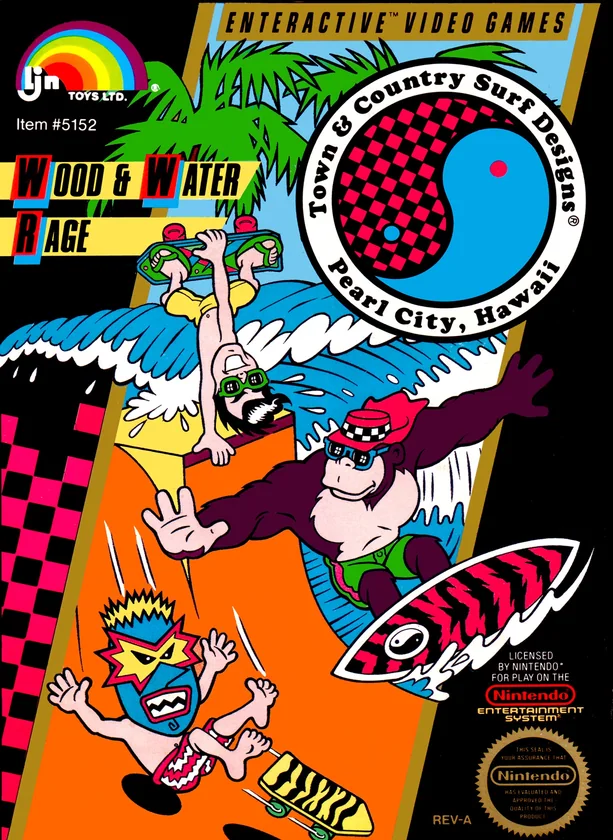 ENTERACTIVE™ VIDEO GAMES
ljn
TOYS, LTD.®
Item #5152
WOOD & WATER
RAGE
Town & Country Surf Designs®
Pearl City, Hawaii
LICENSED
BY NINTENDO®
FOR PLAY ON THE
Nintendo
ENTERTAINMENT
SYSTEM®
THIS SEAL IS
YOUR ASSURANCE THAT
Nintendo
HAS EVALUATED AND
APPROVED THE
QUALITY OF THIS
PRODUCT
REV-A